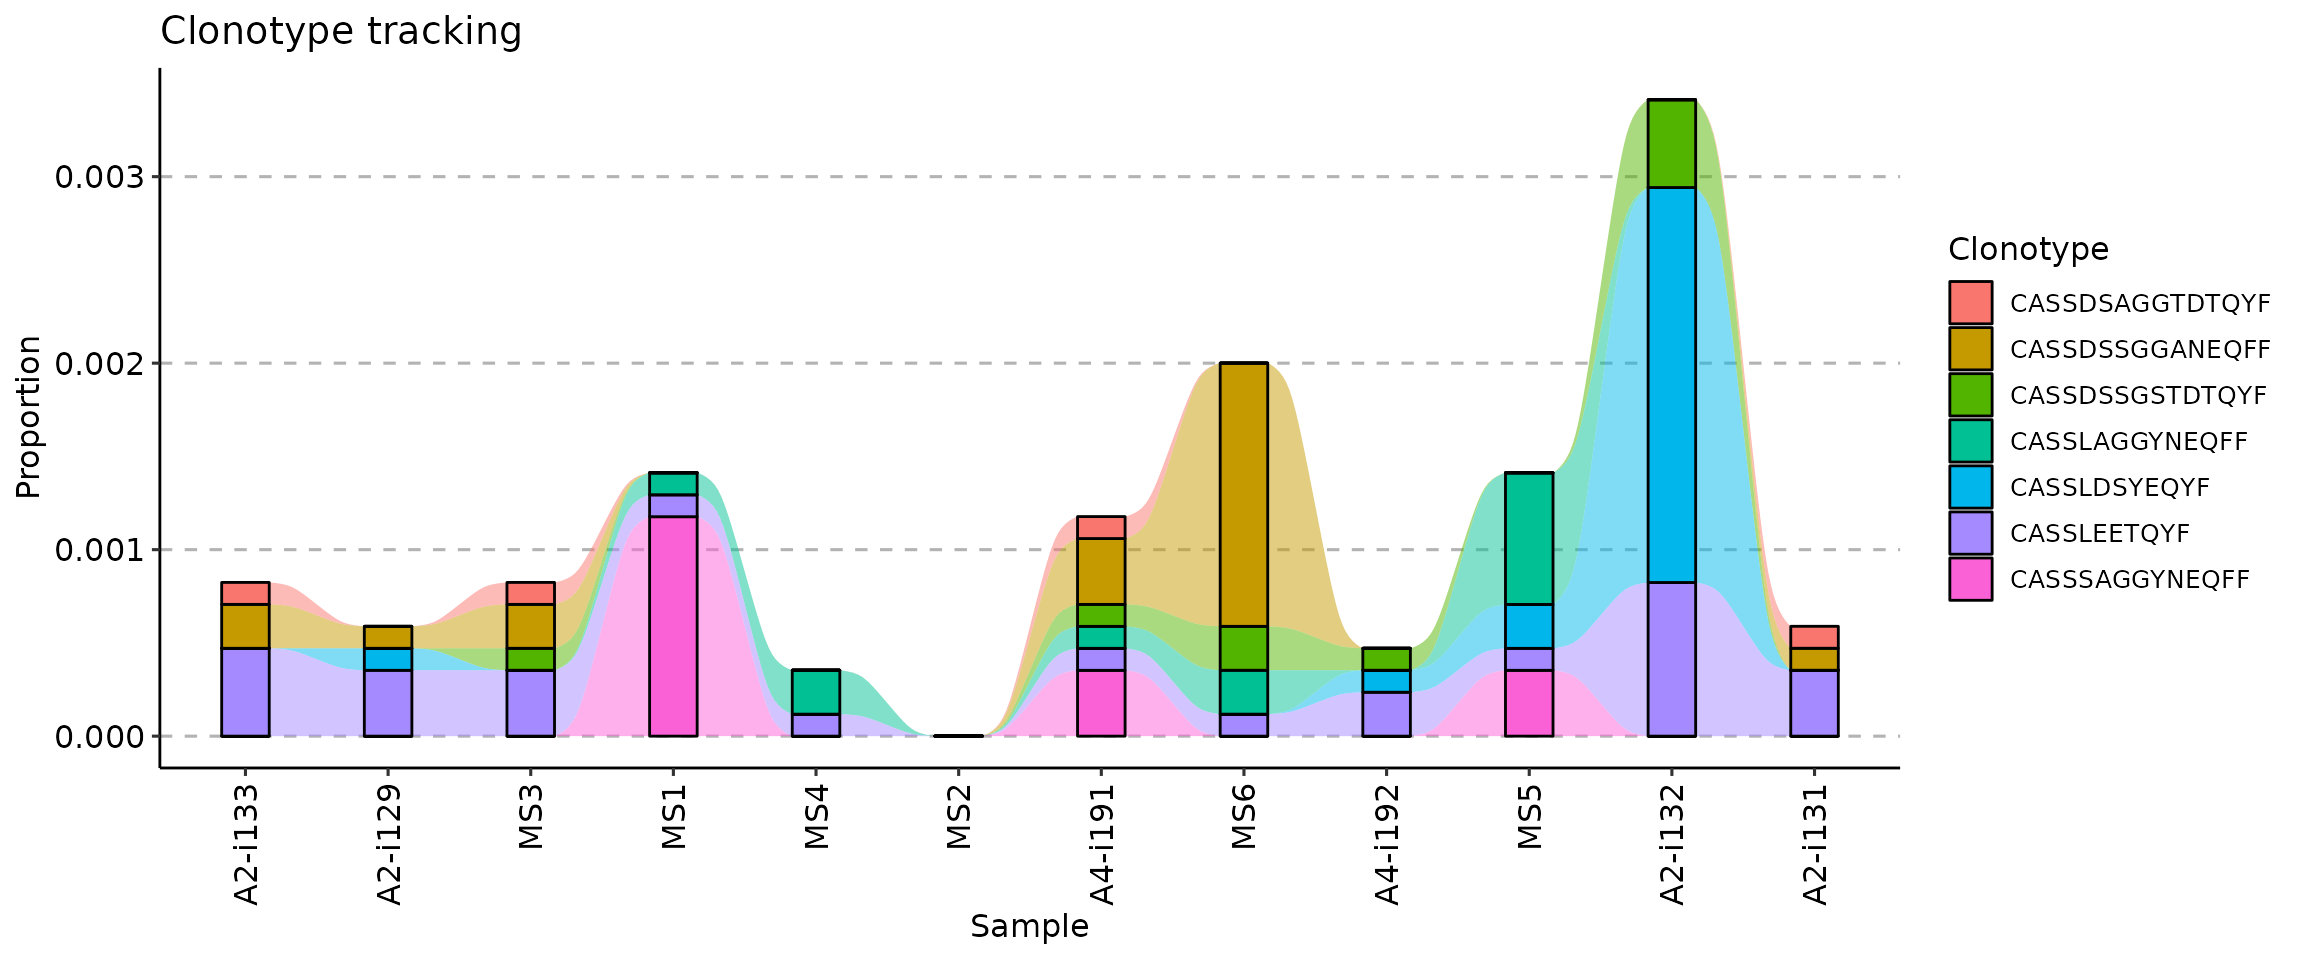 Clonotype tracking
Proportion
0.003
0.002
0.001
0.000
A2-i133
A2-i129
MS3
MS1
MS4
MS2
A4-i191
MS6
A4-i192
MS5
A2-i132
A2-i131
Sample
Clonotype
CASSDSAGGTDTQYF
CASSDSSGGANEQFF
CASSDSSGSTDTQYF
CASSLAGGYNEQFF
CASSLDSYEQYF
CASSLEETQYF
CASSSAGGYNEQFF